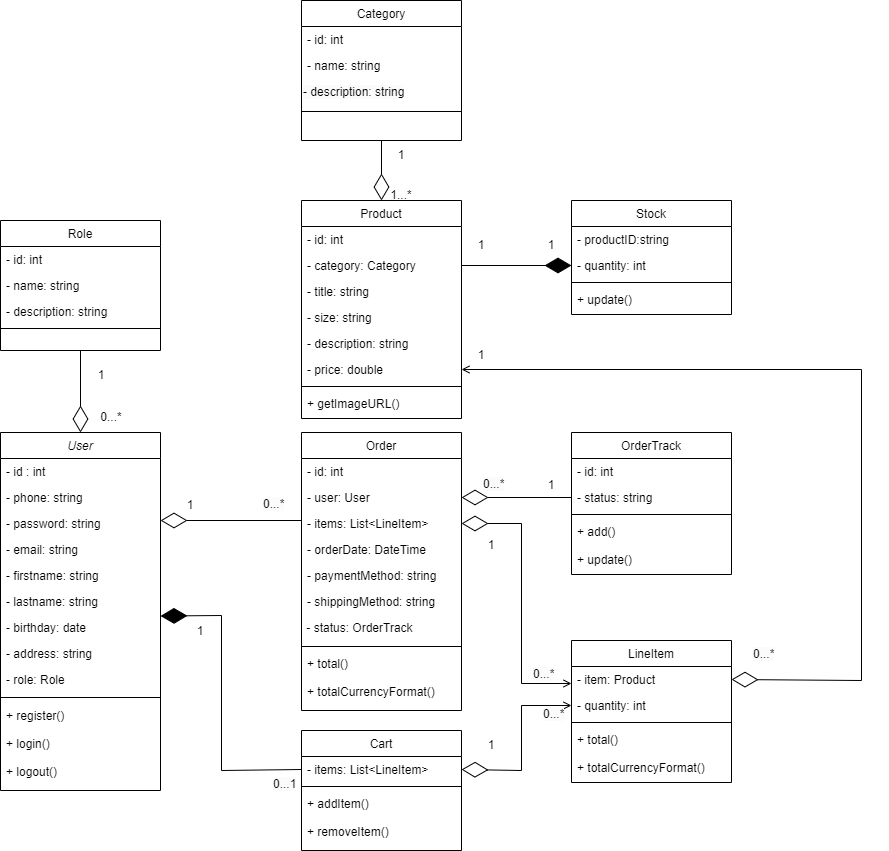 Category
- id: int
- name: string
- description: string
1
1...*
Product
- id: int
- category: Category
- title: string
- size: string
- description: string
- price: double
+ getImageURL()
1
1
Stock
- productID:string
- quantity: int
+ update()
1
Role
- id: int
- name: string
- description: string
1
0...*
User
- id : int
- phone: string
- password: string
- email: string
- firstname: string
- lastname: string
- birthday: date
- address: string
- role: Role
+ register()
+ login()
+ logout()
1
0...*
1
0...1
Order
- id: int
- user: User
- items: List<LineItem>
- orderDate: DateTime
- paymentMethod: string
- shippingMethod: string
- status: OrderTrack
+ total()
+ totalCurrencyFormat()
0...*
1
1
0...*
OrderTrack
- id: int
- status: string
+ add()
+ update()
Cart
- items: List<LineItem>
+ addItem()
+ removeItem()
1
0...*
LineItem
- item: Product
- quantity: int
+ total()
+ totalCurrencyFormat()
0...*